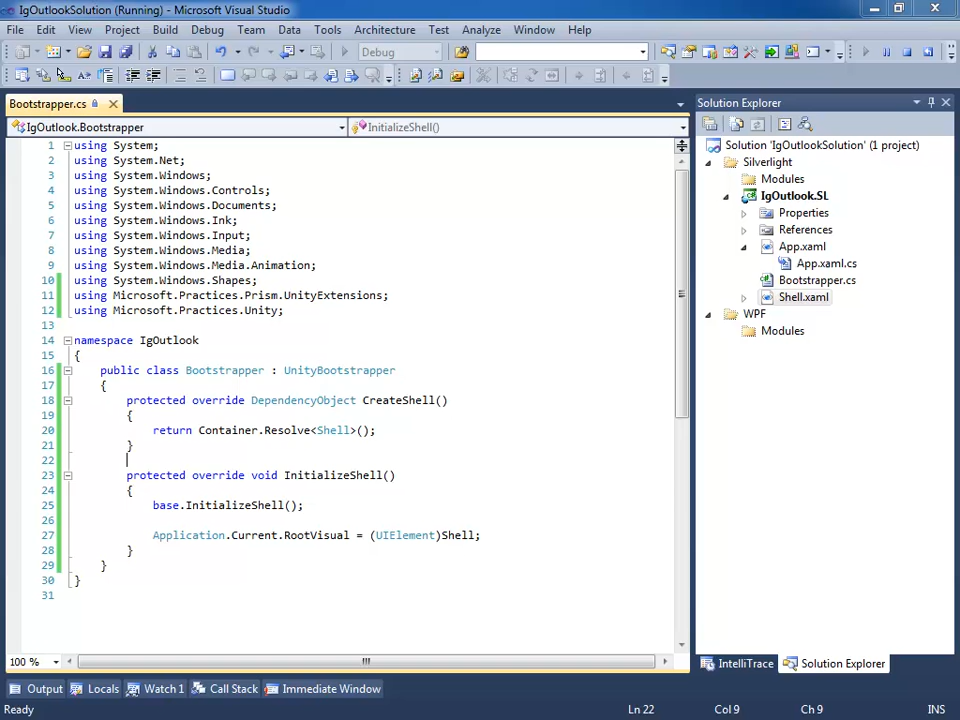 IgOutlookSolution (Running) - Microsoft Visual Studio
File Edit View Project Build Debug Team Data Tools Architecture Test Analyze Window Help
Debug
Bootstrapper.cs
IgOutlook.Bootstrapper
InitializeShell()
1 using System;
2 using System.Net;
3 using System.Windows;
4 using System.Windows.Controls;
5 using System.Windows.Documents;
6 using System.Windows.Ink;
7 using System.Windows.Input;
8 using System.Windows.Media;
9 using System.Windows.Media.Animation;
10 using System.Windows.Shapes;
11 using Microsoft.Practices.Prism.UnityExtensions;
12 using Microsoft.Practices.Unity;
13
14 namespace IgOutlook
15 {
16 public class Bootstrapper : UnityBootstrapper
17 {
18 protected override DependencyObject CreateShell()
19 {
20 return Container.Resolve<Shell>();
21 }
22
23 protected override void InitializeShell()
24 {
25 base.InitializeShell();
26
27 Application.Current.RootVisual = (UIElement)Shell;
28 }
29 }
30 }
31
100 %
Solution Explorer
Solution 'IgOutlookSolution' (1 project)
Silverlight
Modules
IgOutlook.SL
Properties
References
App.xaml
App.xaml.cs
Bootstrapper.cs
Shell.xaml
WPF
Modules
IntelliTrace Solution Explorer
Output Locals Watch 1 Call Stack Immediate Window
Ready Ln 22 Col 9 Ch 9 INS